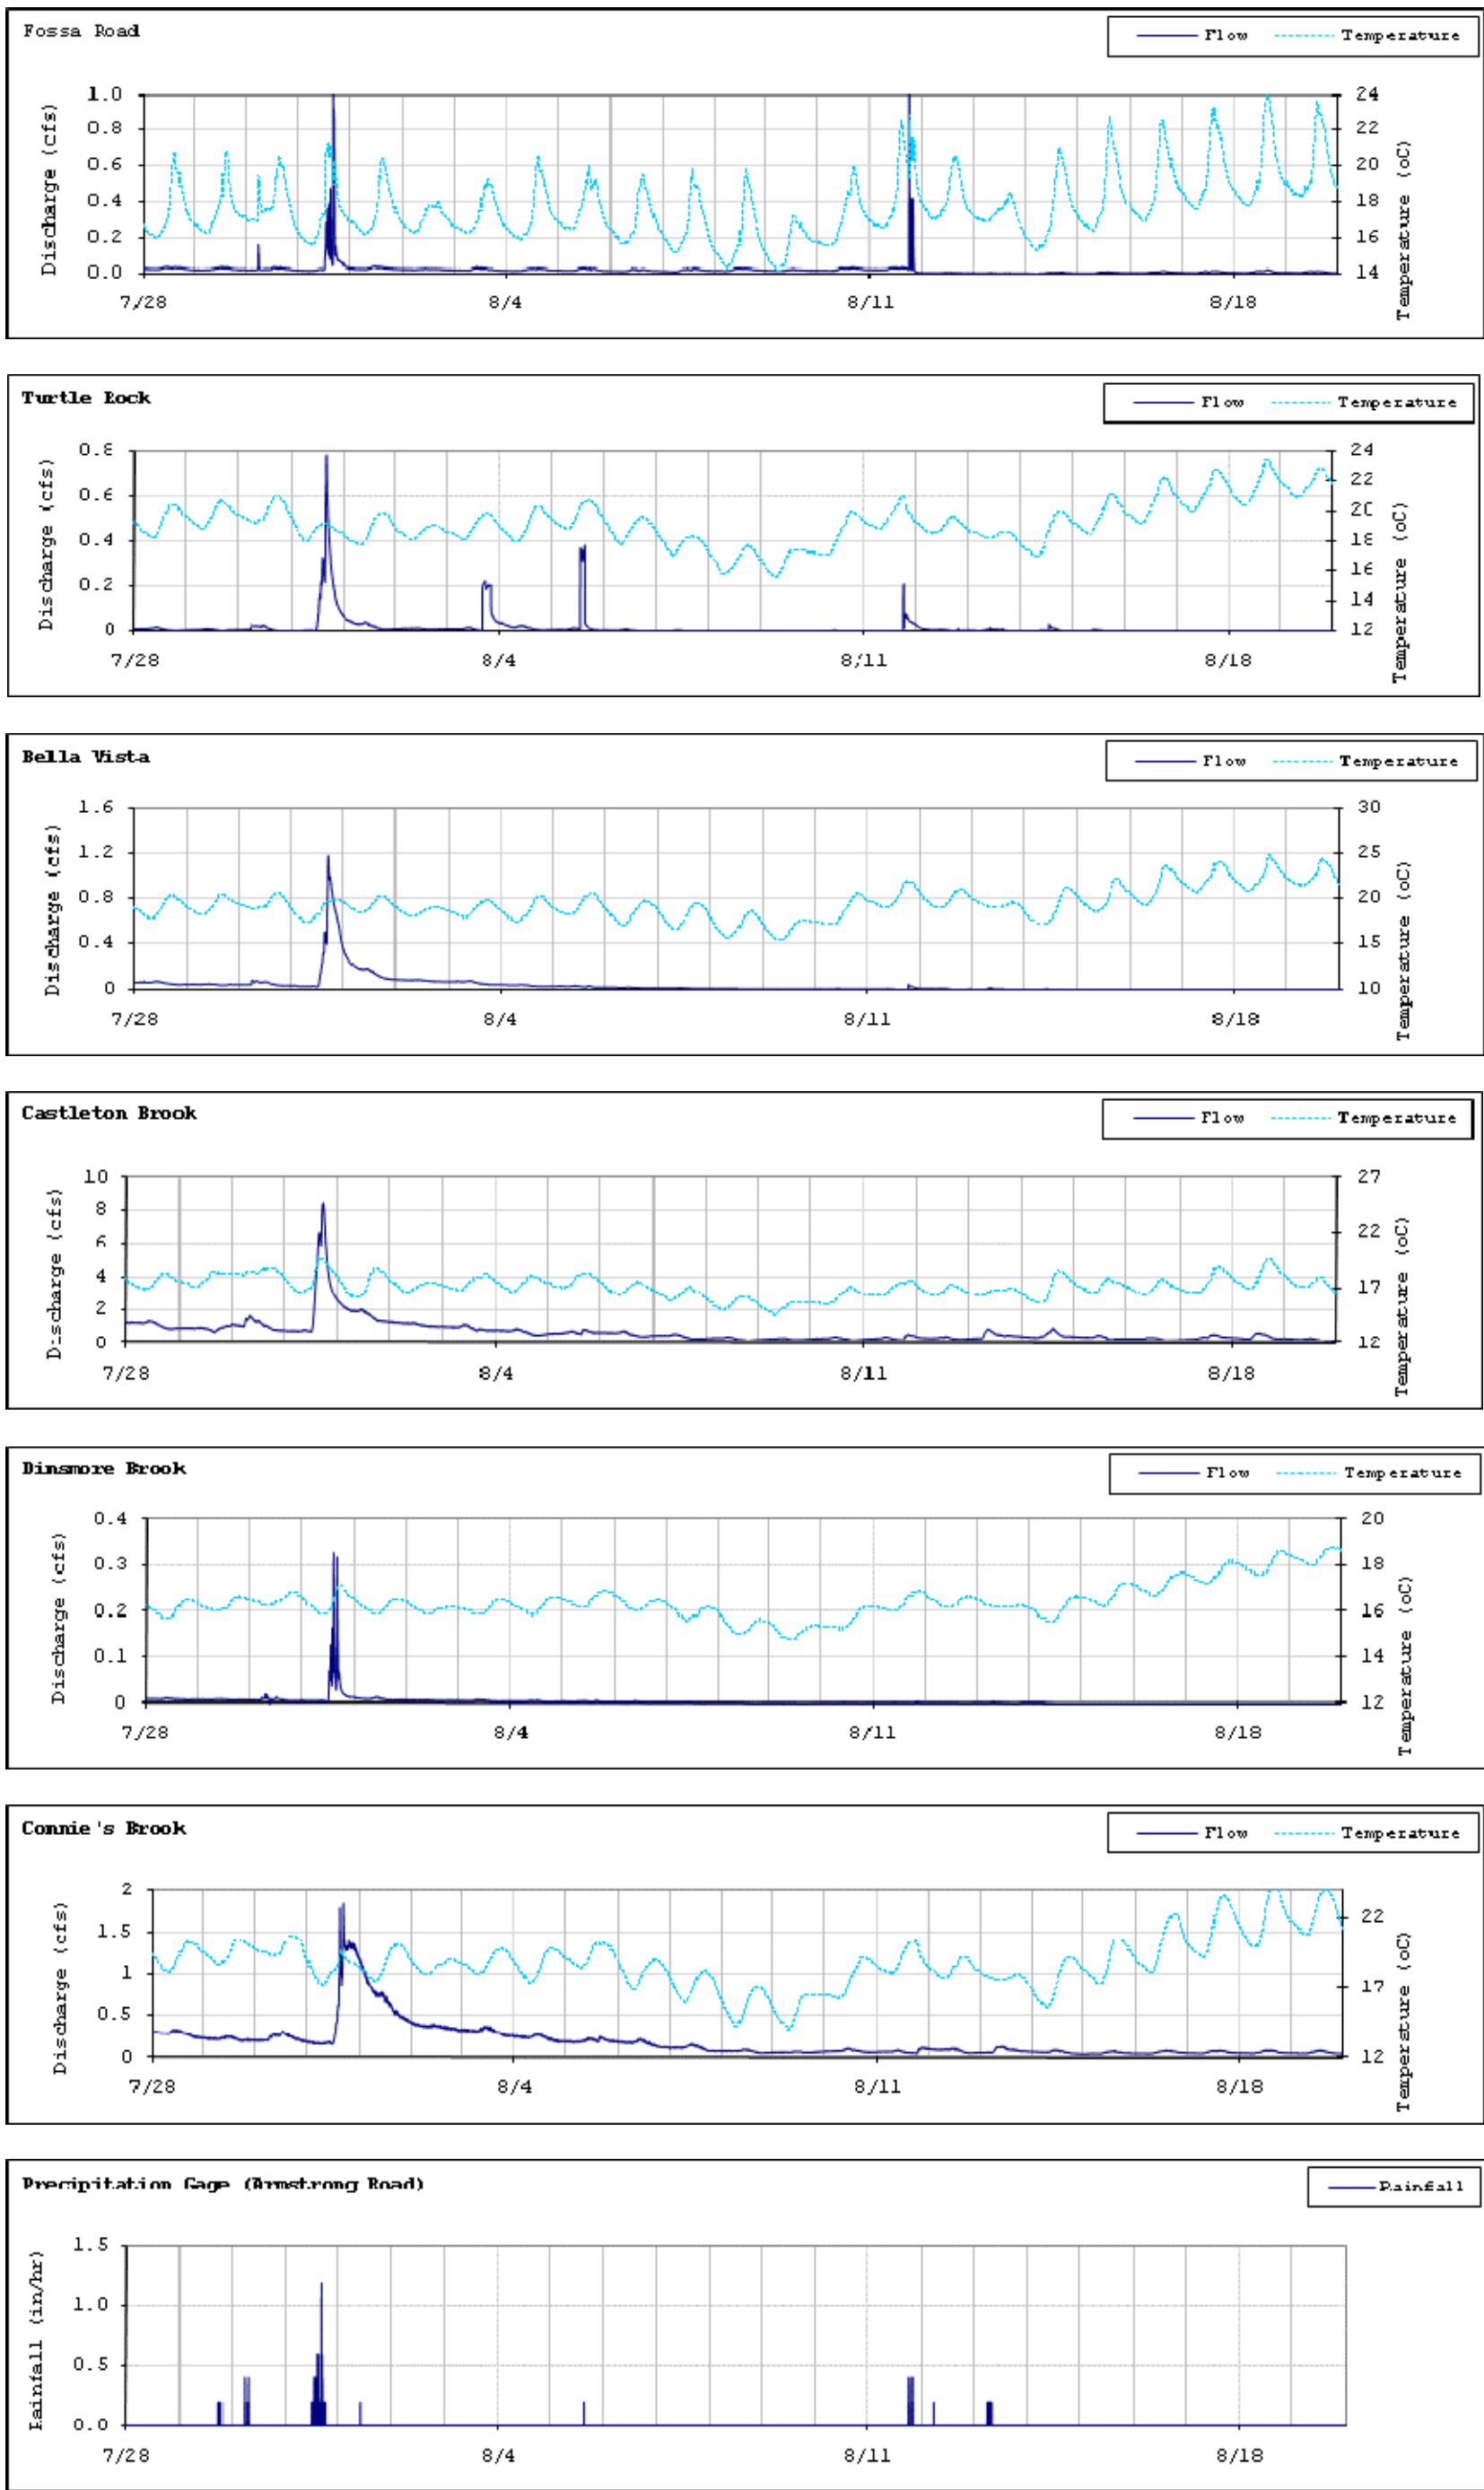 Fossa Road
Flow Temperature
Discharge (cfs)
1.0
0.8
0.6
0.4
0.2
0.0
24
22
20
18
16
14
Temperature (oC)
7/28 8/4 8/11 8/18
Turtle Rock
Flow Temperature
Discharge (cfs)
0.8
0.6
0.4
0.2
0
24
22
20
18
16
14
12
Temperature (oC)
7/28 8/4 8/11 8/18
Bella Vista
Flow Temperature
Discharge (cfs)
1.6
1.2
0.8
0.4
0
30
25
20
15
10
Temperature (oC)
7/28 8/4 8/11 8/18
Castleton Brook
Flow Temperature
Discharge (cfs)
10
8
6
4
2
0
27
22
17
12
Temperature (oC)
7/28 8/4 8/11 8/18
Dinsmore Brook
Flow Temperature
Discharge (cfs)
0.4
0.3
0.2
0.1
0
20
18
16
14
12
Temperature (oC)
7/28 8/4 8/11 8/18
Connie's Brook
Flow Temperature
Discharge (cfs)
2
1.5
1
0.5
0
22
17
12
Temperature (oC)
7/28 8/4 8/11 8/18
Precipitation Gage (Armstrong Road)
Rainfall
Rainfall (in/hr)
1.5
1.0
0.5
0.0
7/28 8/4 8/11 8/18